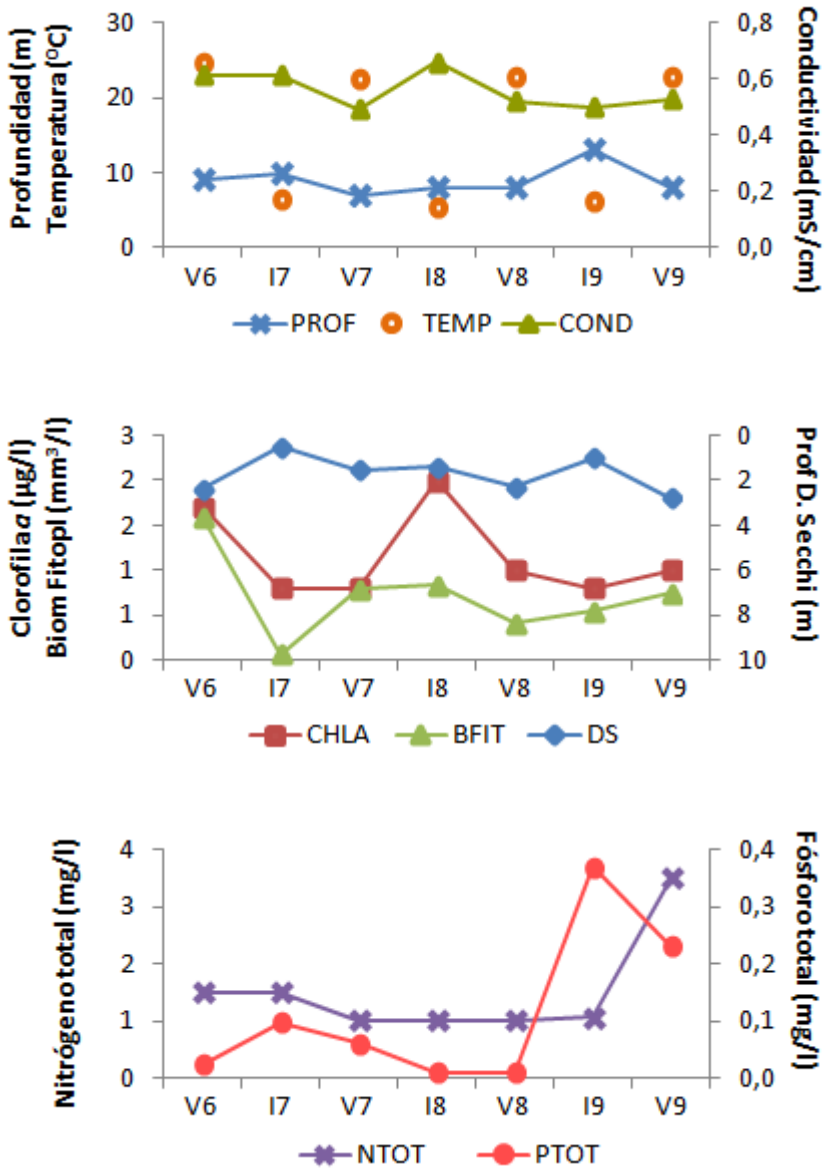 Profundidad (m)
Temperatura (ºC)
30
20
10
0
0,8
0,6
0,4
0,2
0,0
Conductividad (mS/cm)
V6 I7 V7 I8 V8 I9 V9
PROF TEMP COND
Clorofila a (µg/l)
Biom Fitopl (mm³/l)
3
2
2
1
1
0
0
2
4
6
8
10
Prof D. Secchi (m)
V6 I7 V7 I8 V8 I9 V9
CHLA BFIT DS
Nitrógeno total (mg/l)
4
3
2
1
0
0,4
0,3
0,2
0,1
0,0
Fósforo total (mg/l)
V6 I7 V7 I8 V8 I9 V9
NTOT PTOT